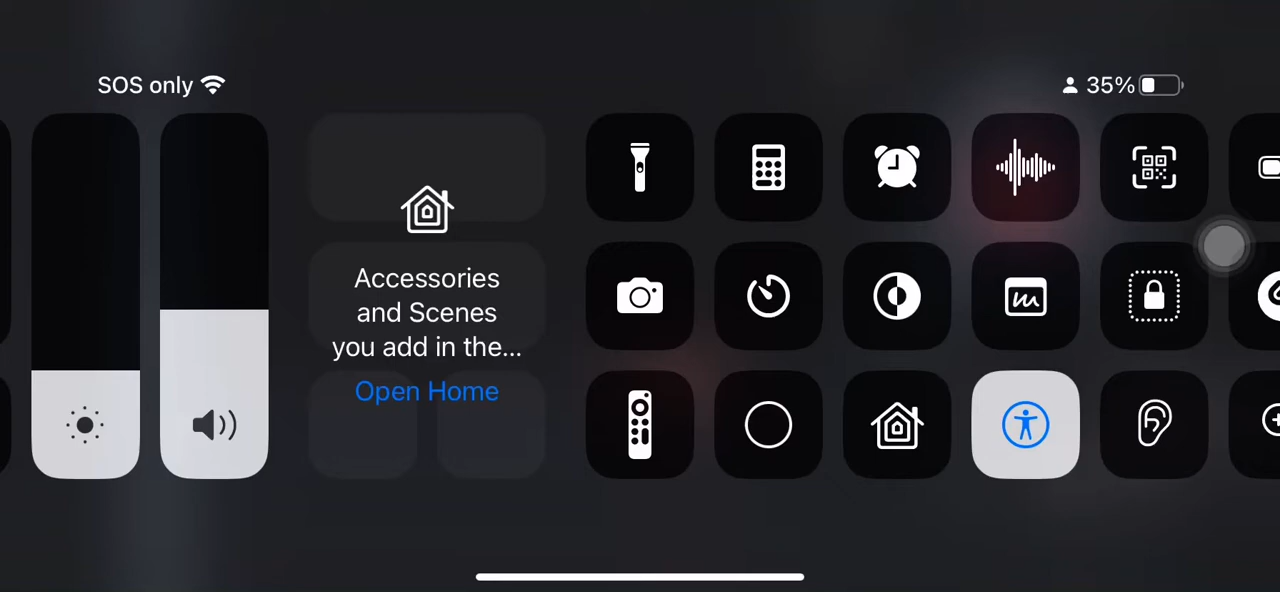 SOS only
35%
Accessories
and Scenes
you add in the...
Open Home